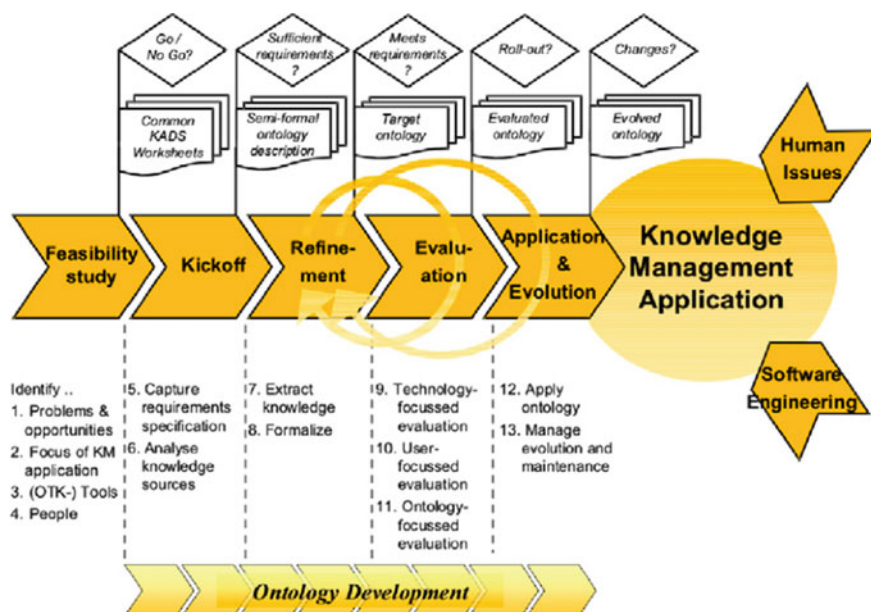 Go /
No Go?
Sufficient
requirements
?
Meets
requirements
?
Roll-out?
Changes?
Common
KADS
Worksheets
Semi-formal
ontology
description
Target
ontology
Evaluated
ontology
Evolved
ontology
Human
Issues
Feasibility
study
Kickoff
Refine-
ment
Evalu-
ation
Application
&
Evolution
Knowledge
Management
Application
Software
Engineering
Identify ..
1. Problems &
opportunities
2. Focus of KM
application
3. (OTK-) Tools
4. People
5. Capture
requirements
specification
6. Analyse
knowledge
sources
7. Extract
knowledge
8. Formalize
9. Technology-
focussed
evaluation
10. User-
focussed
evaluation
11. Ontology-
focussed
evaluation
12. Apply
ontology
13. Manage
evolution and
maintenance
Ontology Development